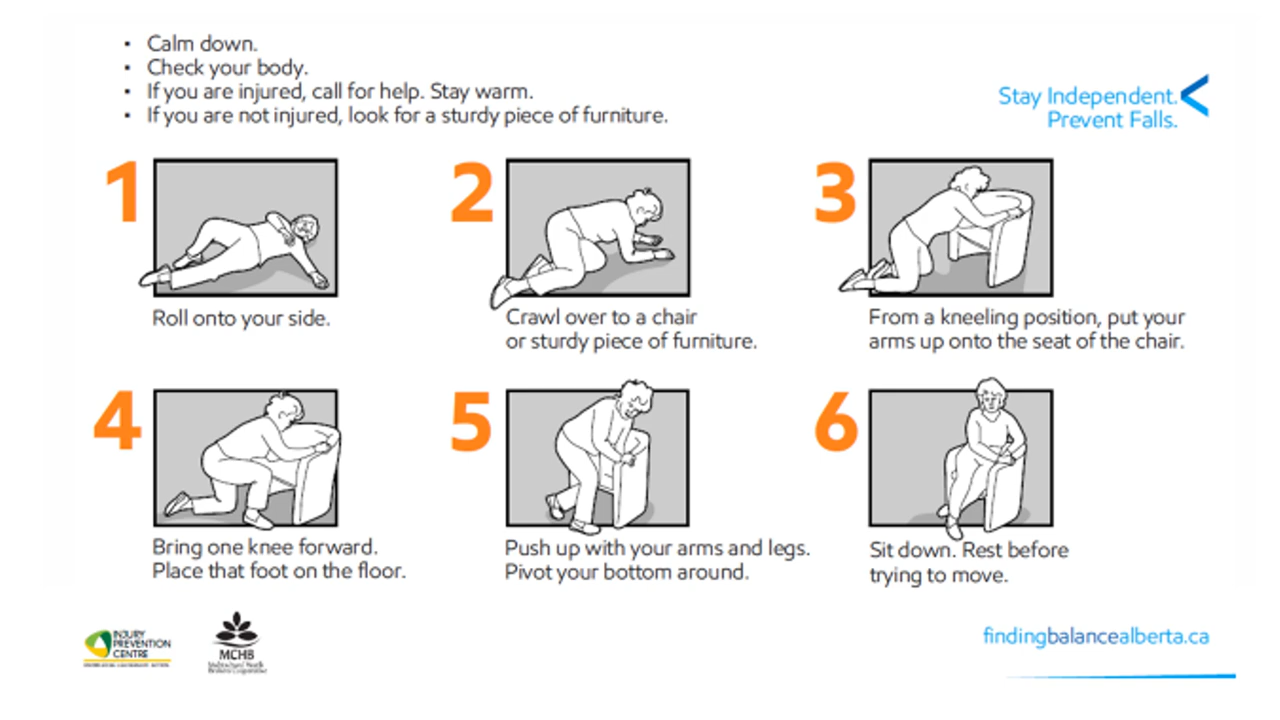 • Calm down.
• Check your body.
• If you are injured, call for help. Stay warm.
• If you are not injured, look for a sturdy piece of furniture.
Stay Independent.
Prevent Falls.
1
Roll onto your side.
2
Crawl over to a chair
or sturdy piece of furniture.
3
From a kneeling position, put your
arms up onto the seat of the chair.
4
Bring one knee forward.
Place that foot on the floor.
5
Push up with your arms and legs.
Pivot your bottom around.
6
Sit down. Rest before
trying to move.
INJURY
PREVENTION
CENTRE
MCHB
findingbalancealberta.ca